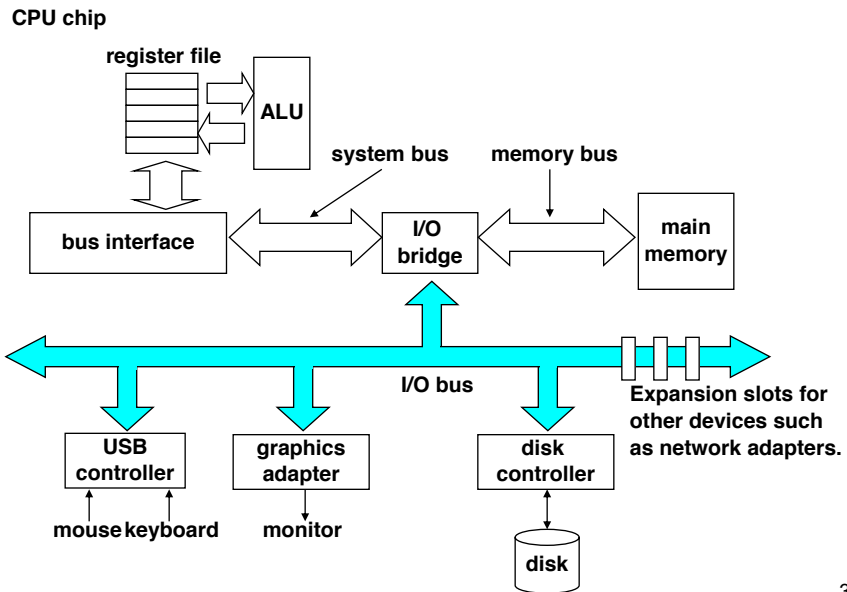 CPU chip
register file
ALU
system bus
memory bus
bus interface
I/O
bridge
main
memory
I/O bus
Expansion slots for
other devices such
as network adapters.
USB
controller
graphics
adapter
disk
controller
mouse keyboard
monitor
disk
3